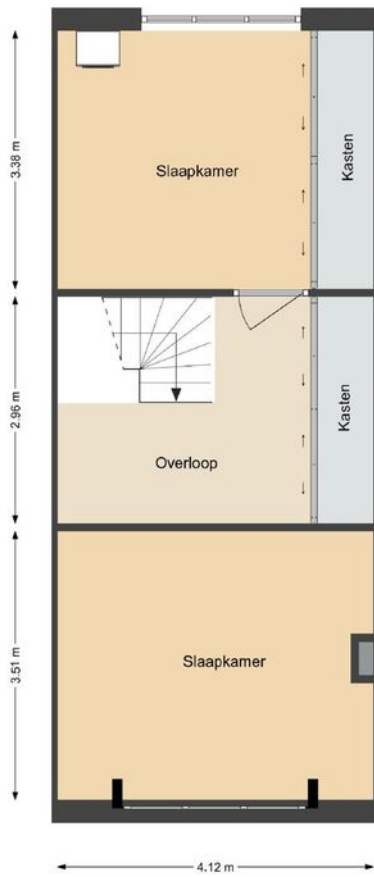 3.38 m
Slaapkamer
Kasten
2.96 m
Overloop
Kasten
3.51 m
Slaapkamer
4.12 m